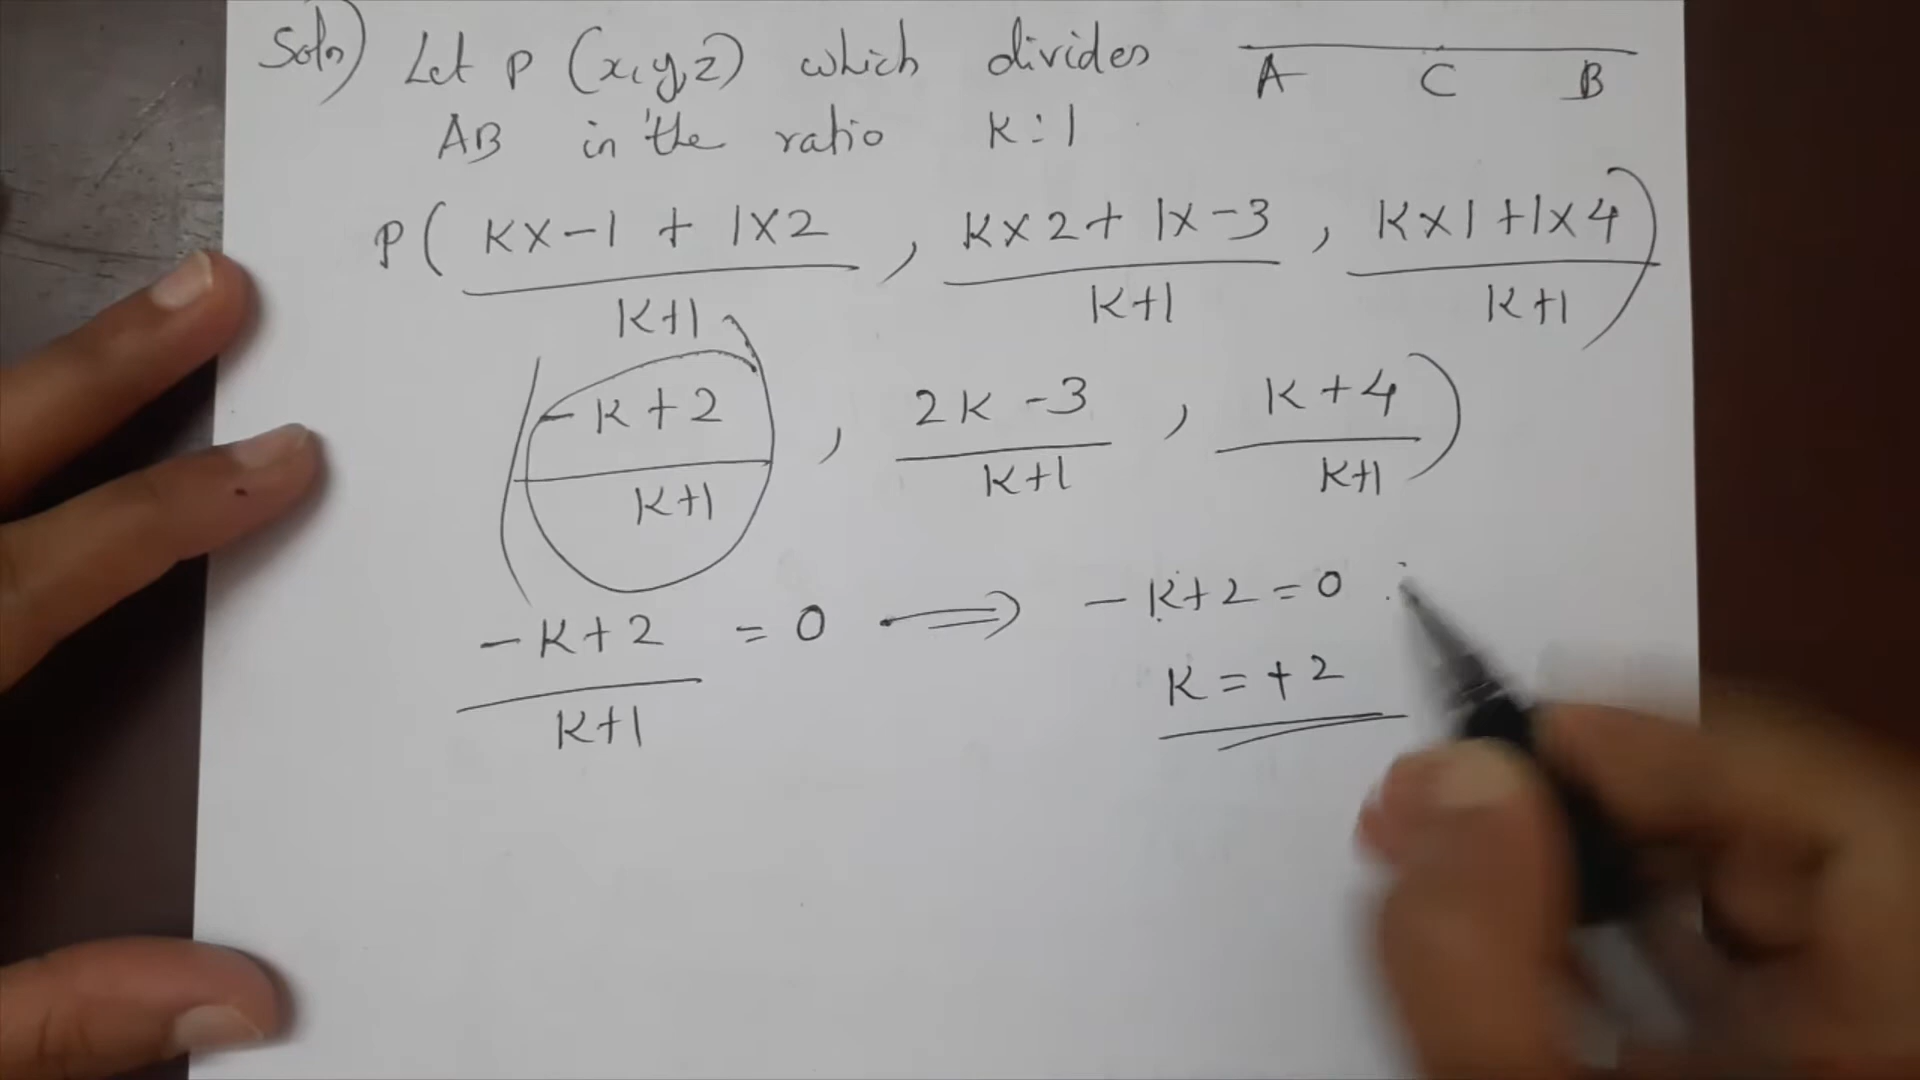 Soln) Let P (x, y, z) which divides
A C B
AB in the ratio K : 1
P ( K x -1 + 1 x 2 / K+1 , K x 2 + 1 x -3 / K+1 , K x 1 + 1 x 4 / K+1 )
( -K + 2 / K+1 , 2K - 3 / K+1 , K + 4 / K+1 )
-K + 2 / K+1 = 0 ⟹ -K+2 = 0
K = +2